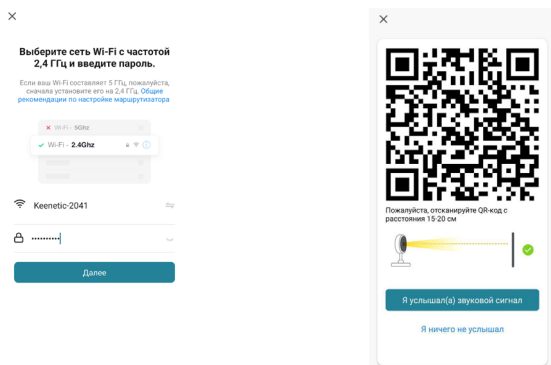 Выберите сеть Wi-Fi с частотой
2,4 ГГц и введите пароль.
Если ваш Wi-Fi составляет 5 ГГц, пожалуйста,
сначала установите его на 2,4 ГГц. Общие
рекомендации по настройке маршрутизатора
Wi-Fi - 5Ghz
Wi-Fi - 2.4Ghz
Keenetic-2041
Далее
Пожалуйста, отсканируйте QR-код с
расстояния 15-20 см
Я услышал(а) звуковой сигнал
Я ничего не услышал